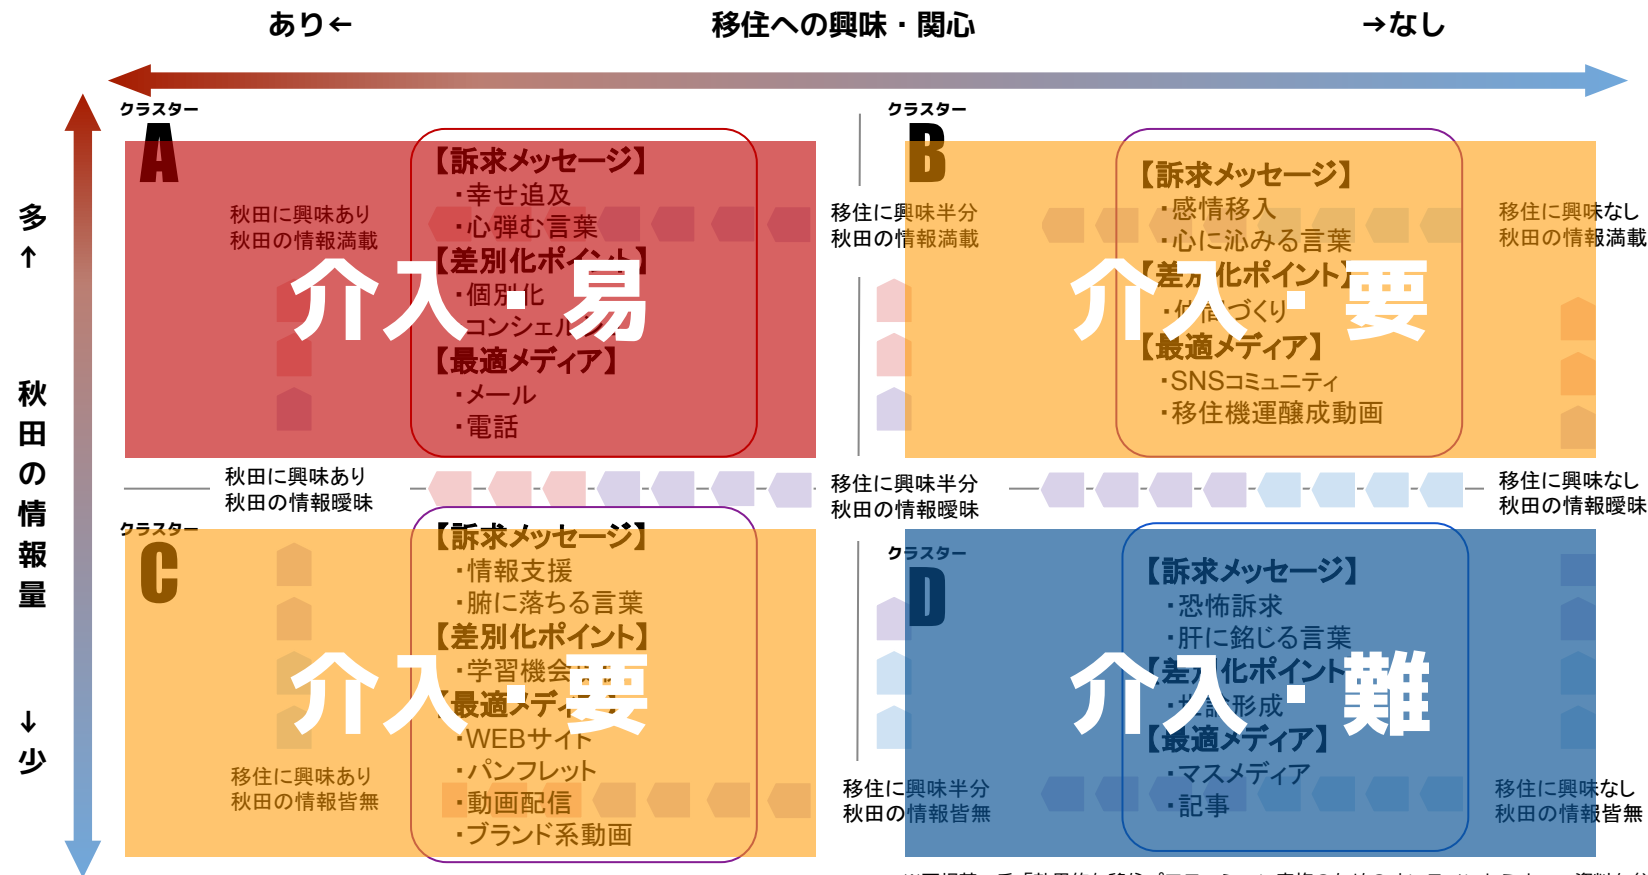 あり← 移住への興味・関心 →なし
多
↑
秋田の情報量
↓
少
クラスター
A
秋田に興味あり
秋田の情報満載
【訴求メッセージ】
・幸せ追及
・心弾む言葉
【差別化ポイント】
・個別化
・コンシェル
【最適メディア】
・メール
・電話
介入・易
移住に興味半分
秋田の情報満載
クラスター
B
【訴求メッセージ】
・感情移入
・心に沁みる言葉
【差別化ポイント】
・仲間づくり
【最適メディア】
・SNSコミュニティ
・移住機運醸成動画
介入・要
移住に興味なし
秋田の情報満載
秋田に興味あり
秋田の情報曖昧
移住に興味半分
秋田の情報曖昧
移住に興味なし
秋田の情報曖昧
クラスター
C
【訴求メッセージ】
・情報支援
・腑に落ちる言葉
【差別化ポイント】
・学習機会
【最適メディア】
・WEBサイト
・パンフレット
・動画配信
・ブランド系動画
介入・要
移住に興味あり
秋田の情報皆無
移住に興味半分
秋田の情報皆無
クラスター
D
【訴求メッセージ】
・恐怖訴求
・肝に銘じる言葉
【差別化ポイント】
・世論形成
【最適メディア】
・マスメディア
・記事
介入・難
移住に興味なし
秋田の情報皆無